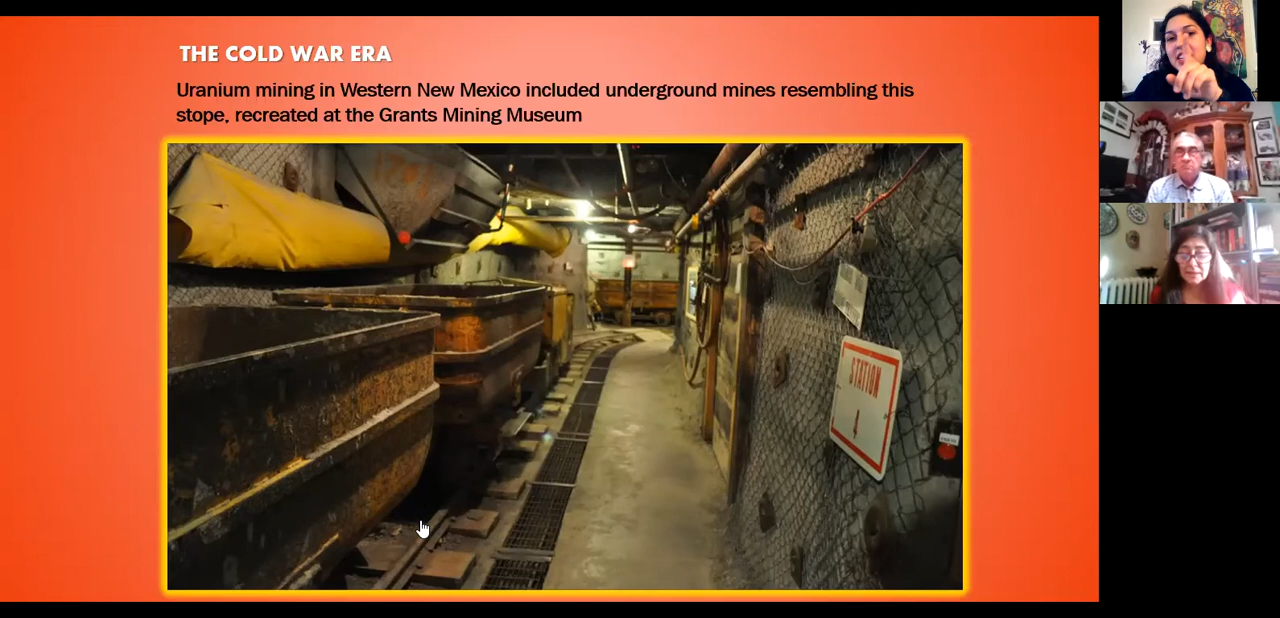 THE COLD WAR ERA
Uranium mining in Western New Mexico included underground mines resembling this
stope, recreated at the Grants Mining Museum
STATION
4